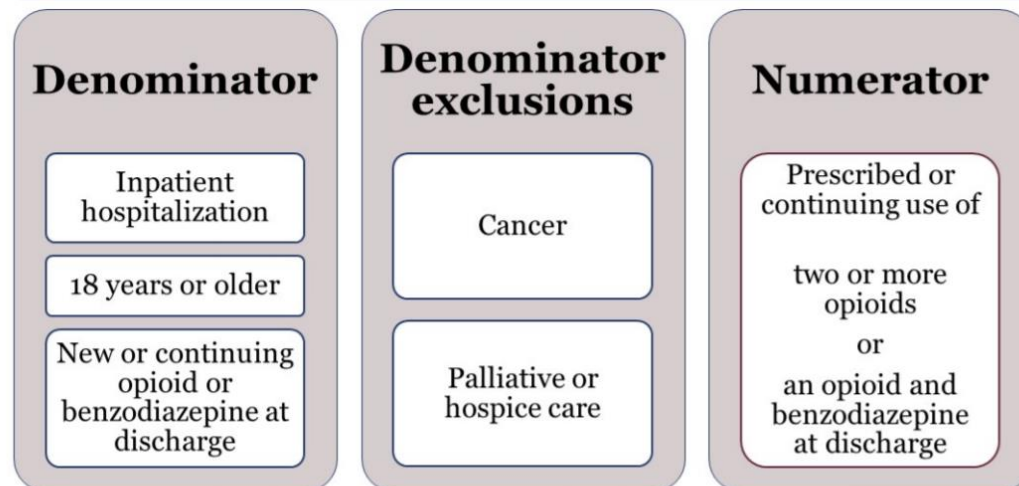 Denominator
Inpatient
hospitalization
18 years or older
New or continuing
opioid or
benzodiazepine at
discharge
Denominator
exclusions
Cancer
Palliative or
hospice care
Numerator
Prescribed or
continuing use of
two or more
opioids
or
an opioid and
benzodiazepine
at discharge